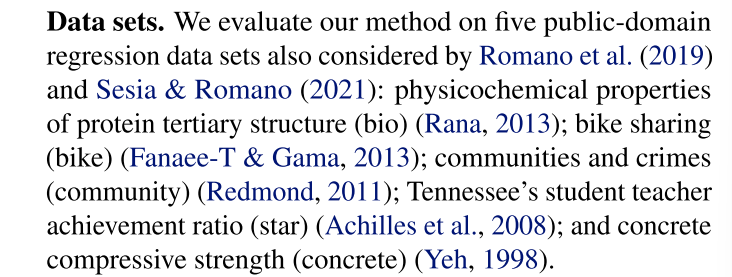 Data sets. We evaluate our method on five public-domain
regression data sets also considered by Romano et al. (2019)
and Sesia & Romano (2021): physicochemical properties
of protein tertiary structure (bio) (Rana, 2013); bike sharing
(bike) (Fanaee-T & Gama, 2013); communities and crimes
(community) (Redmond, 2011); Tennessee's student teacher
achievement ratio (star) (Achilles et al., 2008); and concrete
compressive strength (concrete) (Yeh, 1998).